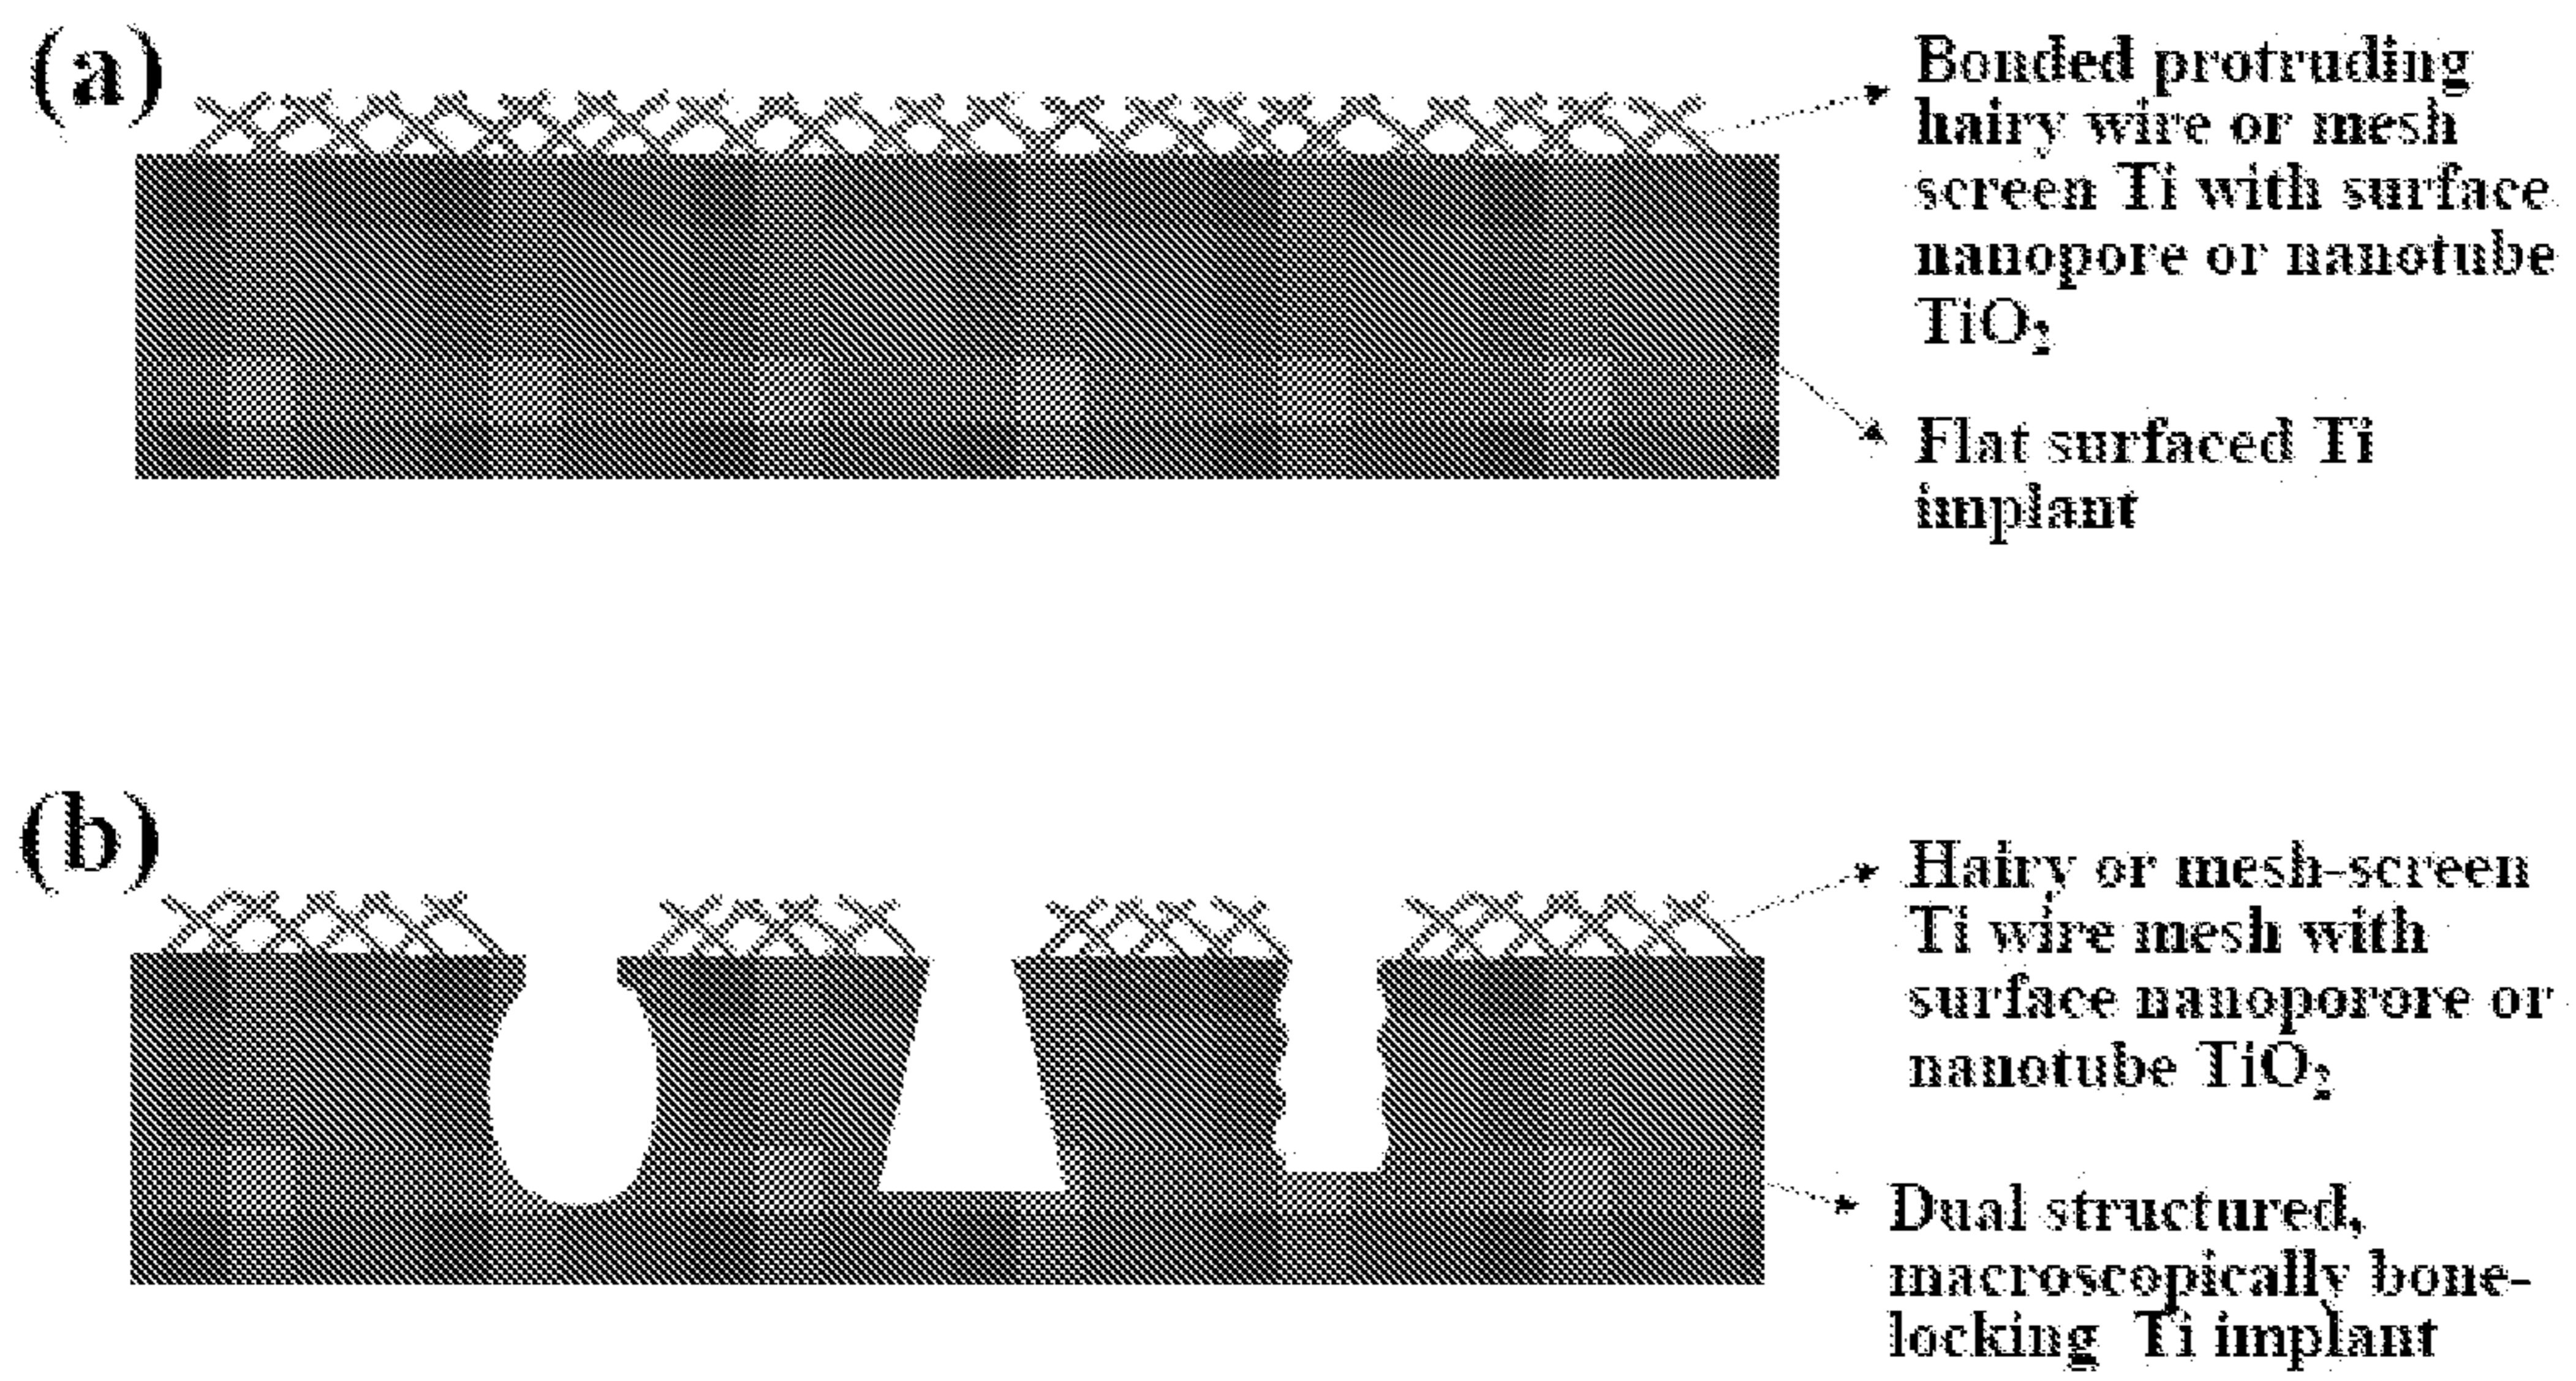 (a)
Bonded protruding
hairy wire or mesh
screen Ti with surface
nanopore or nanotube
TiO₂
Flat surfaced Ti
implant
(b)
Hairy or mesh-screen
Ti wire mesh with
surface nanoporore or
nanotube TiO₂
Dual structured,
macroscopically bone-
locking Ti implant